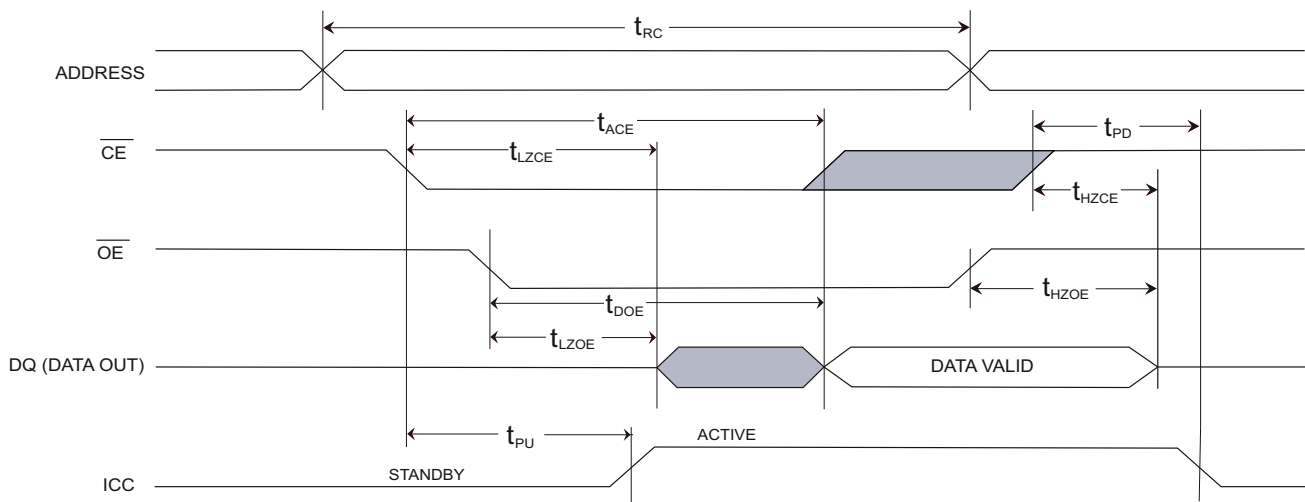 tRC
ADDRESS
tACE
tPD
CE
tLZCE
tHZCE
OE
tHZOE
tDOE
tLZOE
DQ (DATA OUT)
DATA VALID
tPU
ACTIVE
STANDBY
ICC